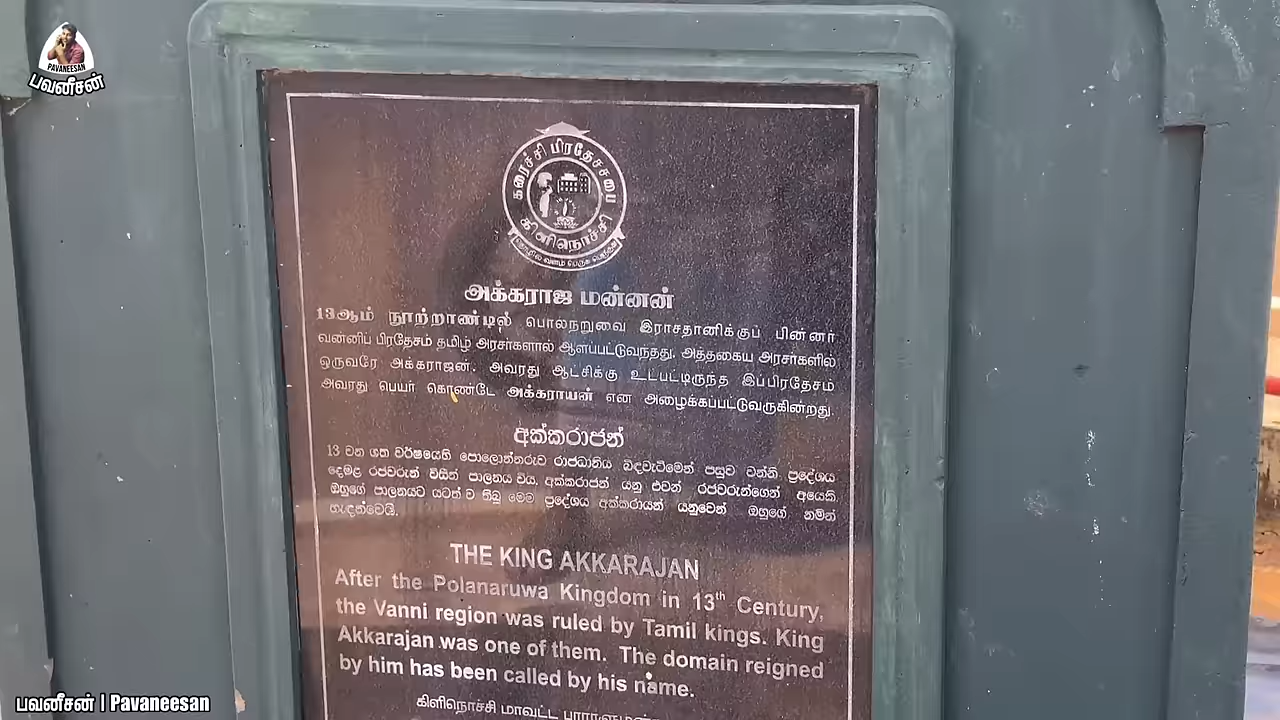 PAVANEESAN
பவனீசன்
கரைச்சி பிரதேசசபை
கிளிநொச்சி
அக்கராஜ மன்னன்
13ஆம் நூற்றாண்டில் பொலநறுவை இராசதானிக்குப் பின்னர்
வன்னிப் பிரதேசம் தமிழ் அரசர்களால் ஆளப்பட்டுவந்தது. அத்தகைய அரசர்களில்
ஒருவரே அக்கராஜன். அவரது ஆட்சிக்கு உட்பட்டிருந்த இப்பிரதேசம்
அவரது பெயர் கொண்டே அக்கராயன் என அழைக்கப்பட்டுவருகின்றது.
අක්කරාජන්
13 වන ශත වර්ෂයෙහි පොලොන්නරුව රාජධානිය බිඳවැටීමෙන් පසුව වන්නි ප්‍රදේශය
දෙමළ රජවරුන් විසින් පාලනය විය. අක්කරාජන් යනු එවන් රජවරුන්ගෙන් අයෙකි.
ඔහුගේ පාලනයට යටත් ව තිබූ මෙම ප්‍රදේශය අක්කරායන් යනුවෙන් ඔහුගේ නමින්
හැඳින්වෙයි.
THE KING AKKARAJAN
After the Polanaruwa Kingdom in 13th Century,
the Vanni region was ruled by Tamil kings. King
Akkarajan was one of them. The domain reigned
by him has been called by his name.
கிளிநொச்சி மாவட்ட
பவனீசன் | Pavaneesan